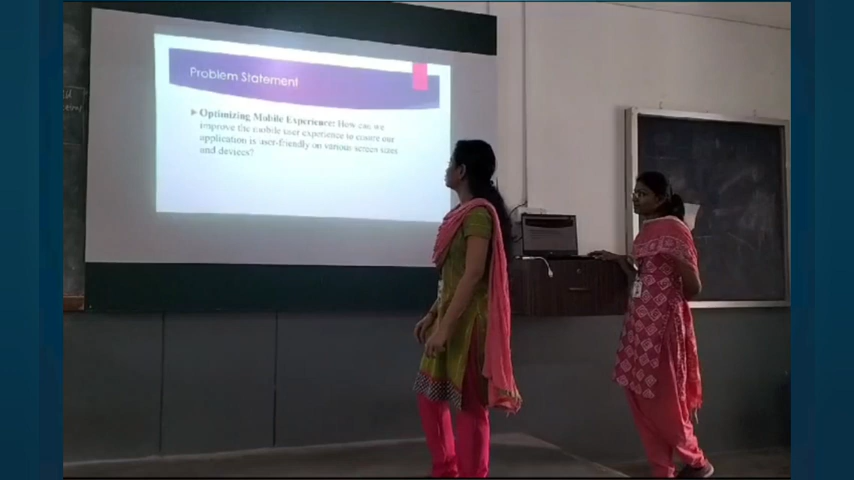 Problem Statement
Optimizing Mobile Experience: How can we
improve the mobile user experience to ensure our
application is user-friendly on various screen sizes
and devices?